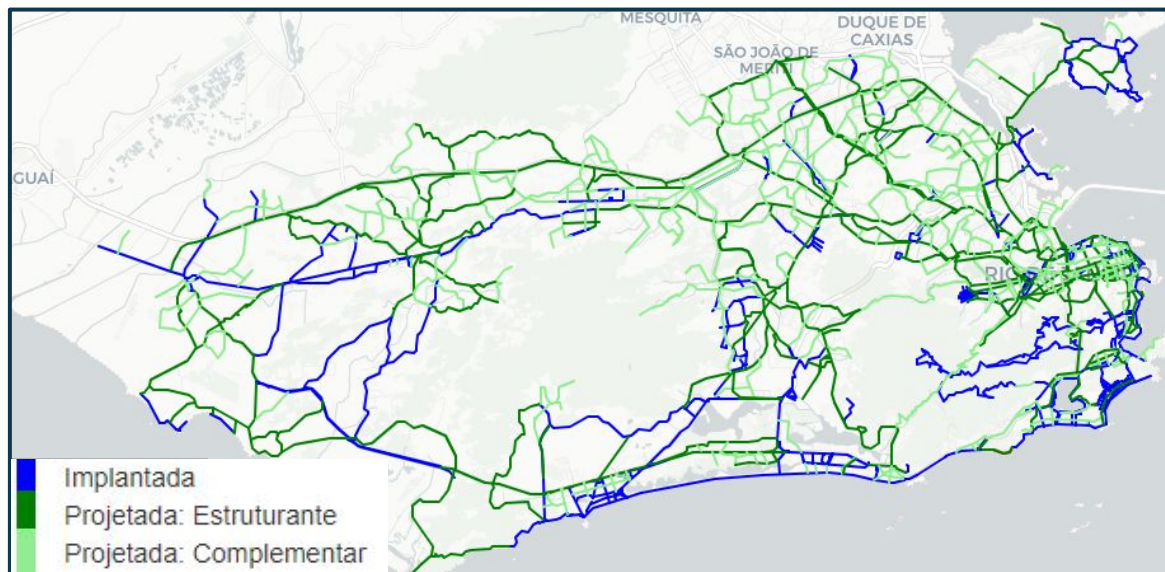 MESQUITA
DUQUE DE
CAXIAS
SÃO JOÃO DE
MERITI
GUAÍ
Implantada
Projetada: Estruturante
Projetada: Complementar